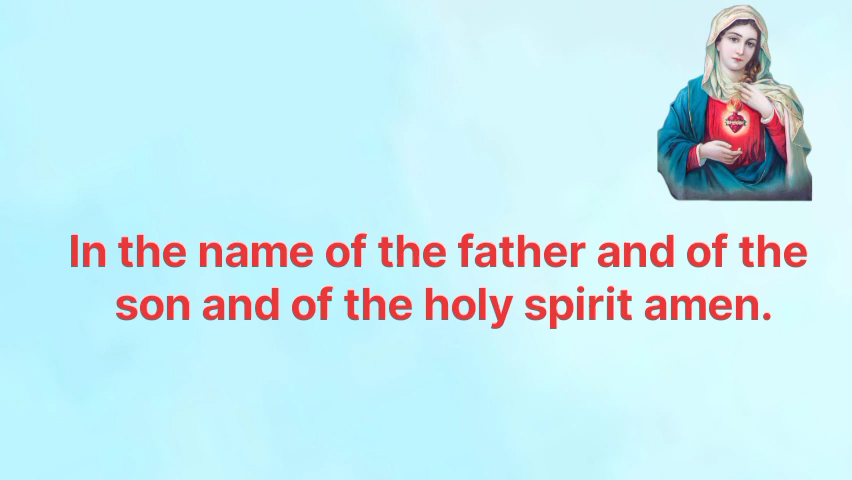 In the name of the father and of the
son and of the holy spirit amen.